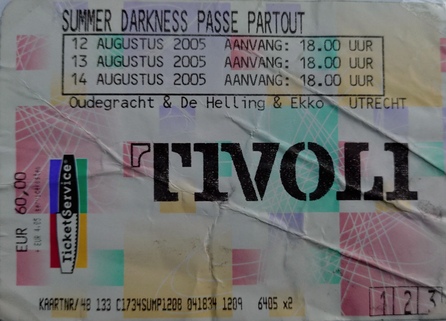 SUMMER DARKNESS PASSE PARTOUT
12 AUGUSTUS 2005 AANVANG: 18.00 UUR
13 AUGUSTUS 2005 AANVANG: 18.00 UUR
14 AUGUSTUS 2005 AANVANG: 18.00 UUR
Oudegracht & De Helling & Ekko UTRECHT
TIVOLI
EUR 60,00
TicketService
KAARTNR/48 133 C1734SUMP1208 041834 1209 6405 x2
1 2 3